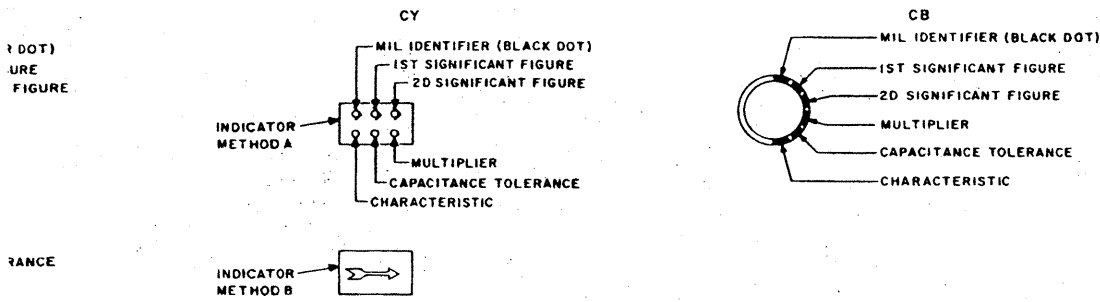 R DOT)
URE
FIGURE
RANCE
CY
MIL IDENTIFIER (BLACK DOT)
1ST SIGNIFICANT FIGURE
2D SIGNIFICANT FIGURE
INDICATOR
METHOD A
MULTIPLIER
CAPACITANCE TOLERANCE
CHARACTERISTIC
INDICATOR
METHOD B
CB
MIL IDENTIFIER (BLACK DOT)
1ST SIGNIFICANT FIGURE
2D SIGNIFICANT FIGURE
MULTIPLIER
CAPACITANCE TOLERANCE
CHARACTERISTIC